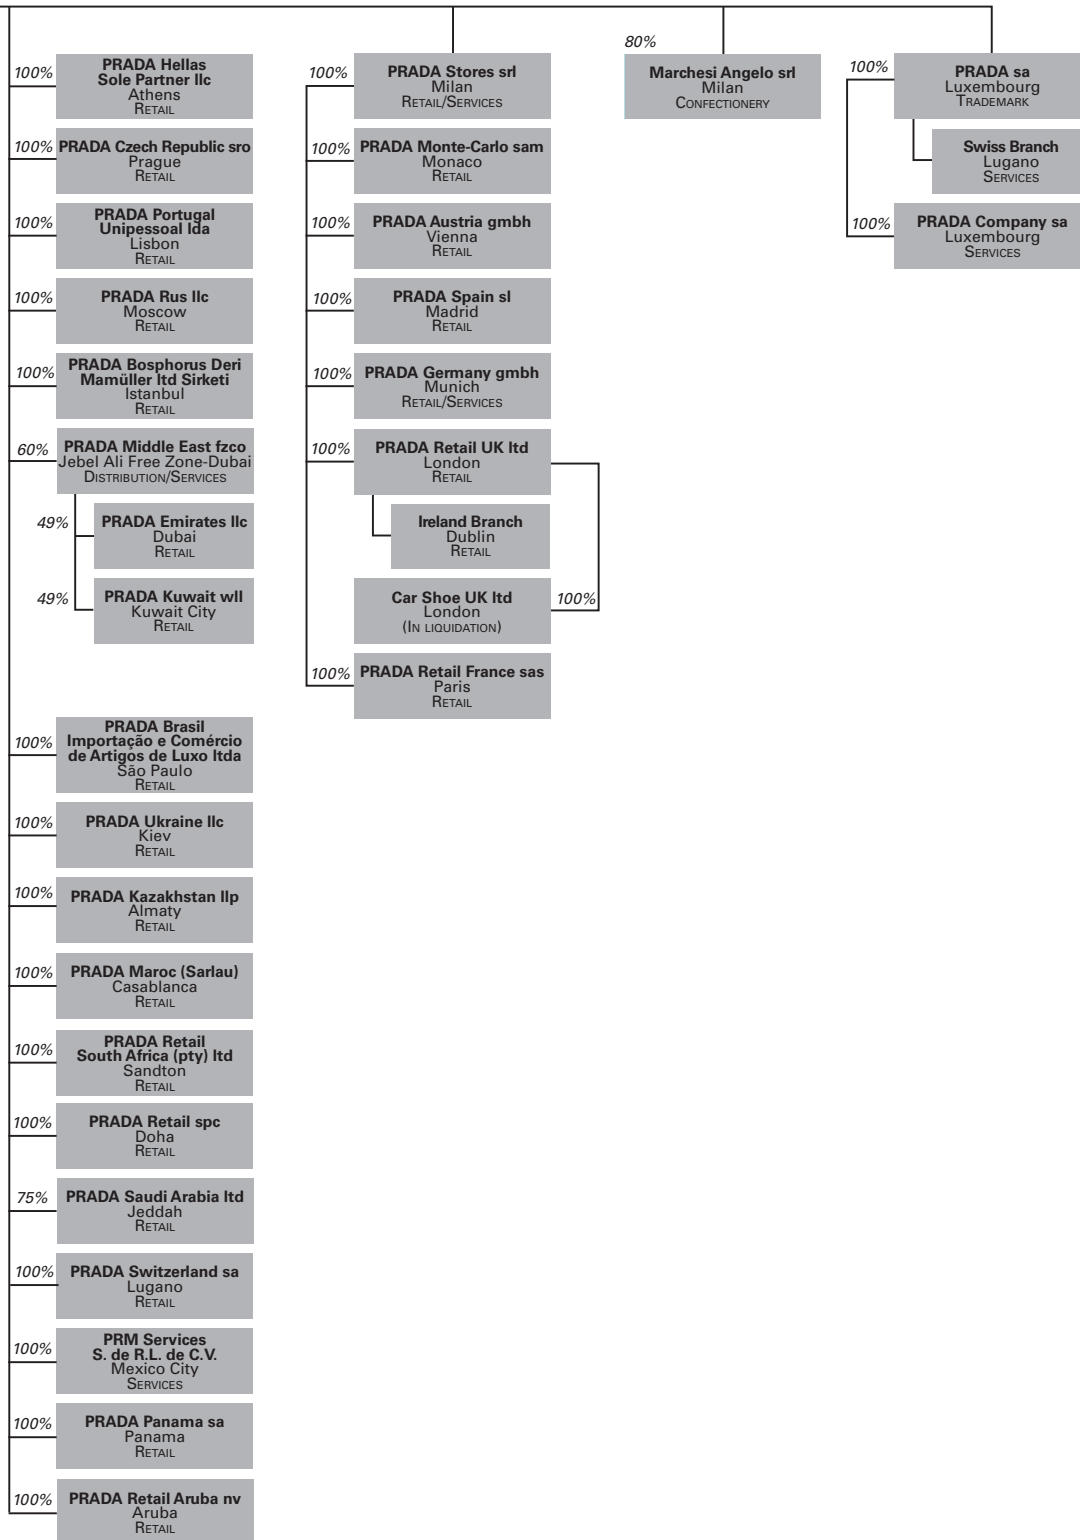 100%
PRADA Hellas
Sole Partner llc
Athens
RETAIL
100%
PRADA Czech Republic sro
Prague
RETAIL
100%
PRADA Portugal
Unipessoal lda
Lisbon
RETAIL
100%
PRADA Rus llc
Moscow
RETAIL
100%
PRADA Bosphorus Deri
Mamüller ltd Sirketi
Istanbul
RETAIL
60%
PRADA Middle East fzco
Jebel Ali Free Zone-Dubai
DISTRIBUTION/SERVICES
49%
PRADA Emirates llc
Dubai
RETAIL
49%
PRADA Kuwait wll
Kuwait City
RETAIL
100%
PRADA Brasil
Importação e Comércio
de Artigos de Luxo ltda
São Paulo
RETAIL
100%
PRADA Ukraine llc
Kiev
RETAIL
100%
PRADA Kazakhstan llp
Almaty
RETAIL
100%
PRADA Maroc (Sarlau)
Casablanca
RETAIL
100%
PRADA Retail
South Africa (pty) ltd
Sandton
RETAIL
100%
PRADA Retail spc
Doha
RETAIL
75%
PRADA Saudi Arabia ltd
Jeddah
RETAIL
100%
PRADA Switzerland sa
Lugano
RETAIL
100%
PRM Services
S. de R.L. de C.V.
Mexico City
SERVICES
100%
PRADA Panama sa
Panama
RETAIL
100%
PRADA Retail Aruba nv
Aruba
RETAIL
100%
PRADA Stores srl
Milan
RETAIL/SERVICES
100%
PRADA Monte-Carlo sam
Monaco
RETAIL
100%
PRADA Austria gmbh
Vienna
RETAIL
100%
PRADA Spain sl
Madrid
RETAIL
100%
PRADA Germany gmbh
Munich
RETAIL/SERVICES
100%
PRADA Retail UK ltd
London
RETAIL
Ireland Branch
Dublin
RETAIL
Car Shoe UK ltd
London
(IN LIQUIDATION)
100%
100%
PRADA Retail France sas
Paris
RETAIL
80%
Marchesi Angelo srl
Milan
CONFECTIONERY
100%
PRADA sa
Luxembourg
TRADEMARK
Swiss Branch
Lugano
SERVICES
100%
PRADA Company sa
Luxembourg
SERVICES